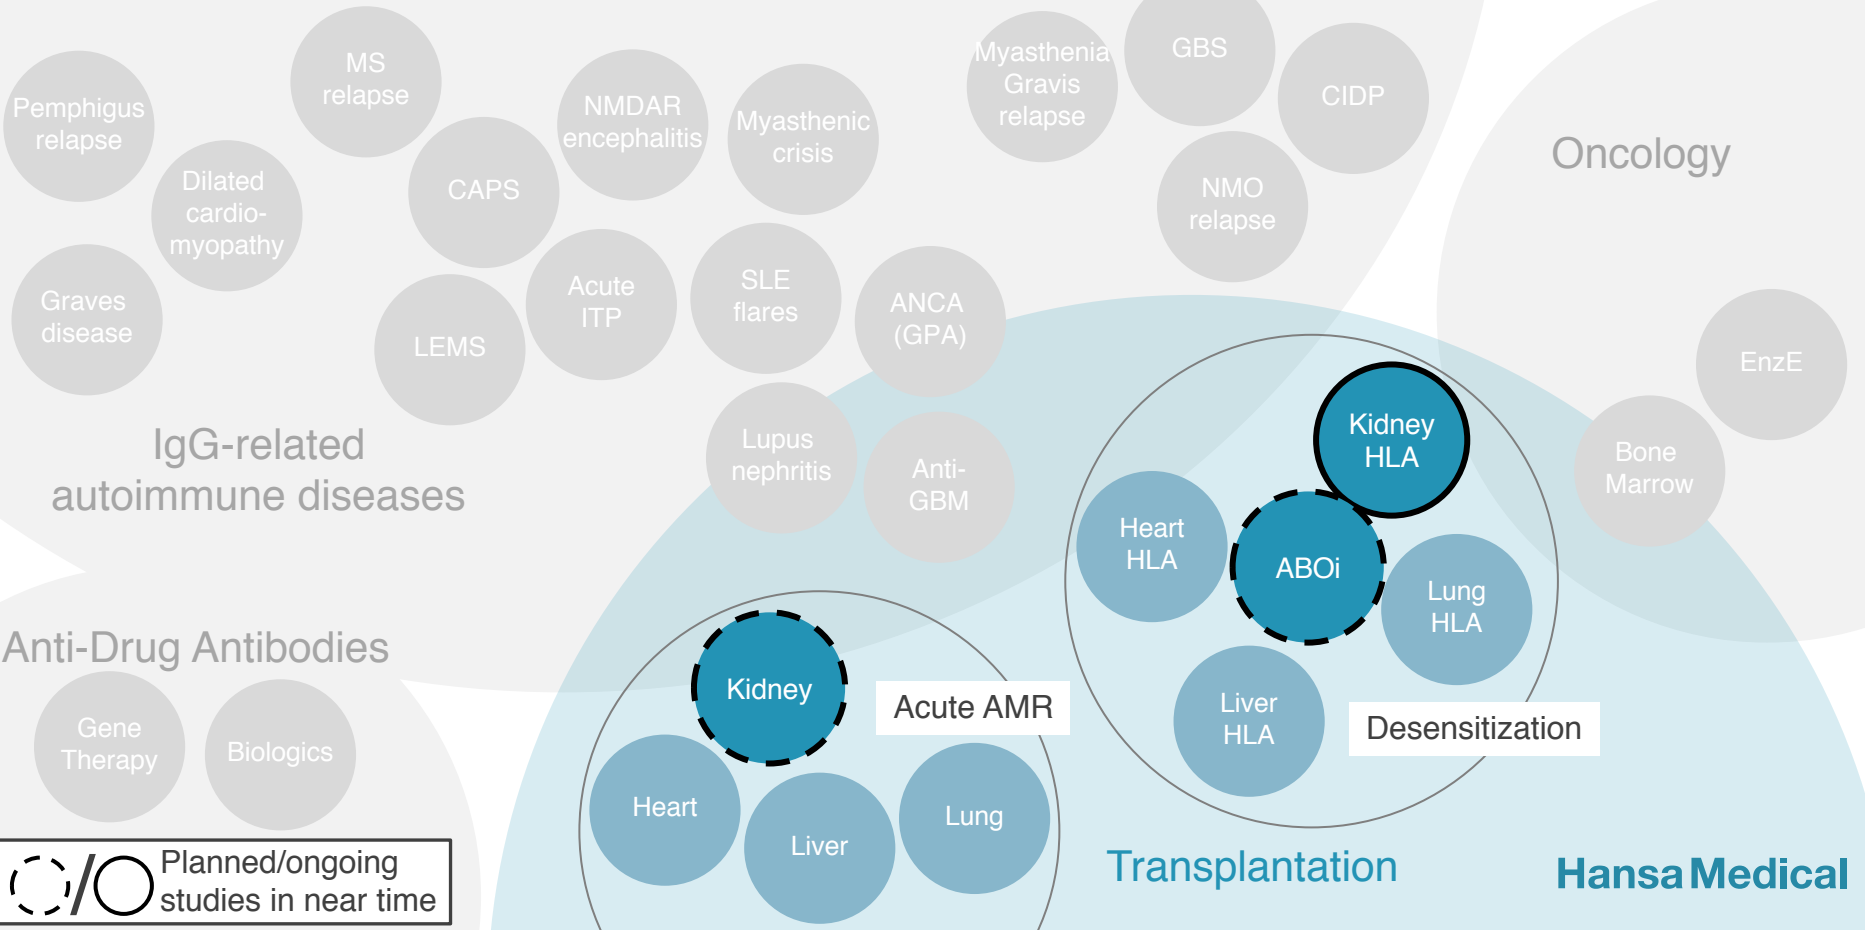 MS
relapse
Pemphigus
relapse
NMDAR
encephalitis
Myasthenic
crisis
Myasthenia
Gravis
relapse
GBS
CIDP
Oncology
Dilated
cardio-
myopathy
CAPS
NMO
relapse
Graves
disease
LEMS
Acute
ITP
SLE
flares
ANCA
(GPA)
EnzE
IgG-related
autoimmune diseases
Lupus
nephritis
Anti-
GBM
Kidney
HLA
Bone
Marrow
Heart
HLA
ABOi
Lung
HLA
Liver
HLA
Desensitization
Anti-Drug Antibodies
Gene
Therapy
Biologics
Kidney
Acute AMR
Heart
Liver
Lung
Transplantation
/
Planned/ongoing
studies in near time
Hansa Medical